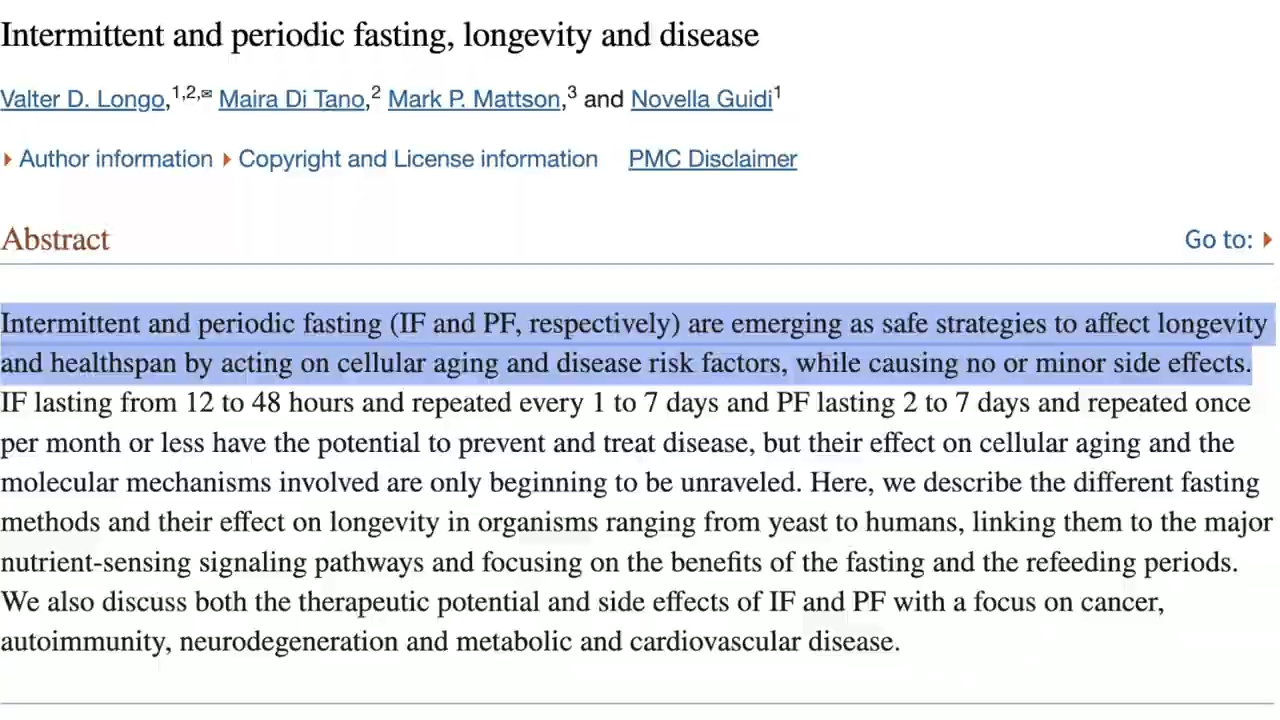 Intermittent and periodic fasting, longevity and disease
Valter D. Longo,1,2,✉ Maira Di Tano,2 Mark P. Mattson,3 and Novella Guidi1
Author information Copyright and License information PMC Disclaimer
Abstract Go to:
Intermittent and periodic fasting (IF and PF, respectively) are emerging as safe strategies to affect longevity
and healthspan by acting on cellular aging and disease risk factors, while causing no or minor side effects.
IF lasting from 12 to 48 hours and repeated every 1 to 7 days and PF lasting 2 to 7 days and repeated once
per month or less have the potential to prevent and treat disease, but their effect on cellular aging and the
molecular mechanisms involved are only beginning to be unraveled. Here, we describe the different fasting
methods and their effect on longevity in organisms ranging from yeast to humans, linking them to the major
nutrient-sensing signaling pathways and focusing on the benefits of the fasting and the refeeding periods.
We also discuss both the therapeutic potential and side effects of IF and PF with a focus on cancer,
autoimmunity, neurodegeneration and metabolic and cardiovascular disease.